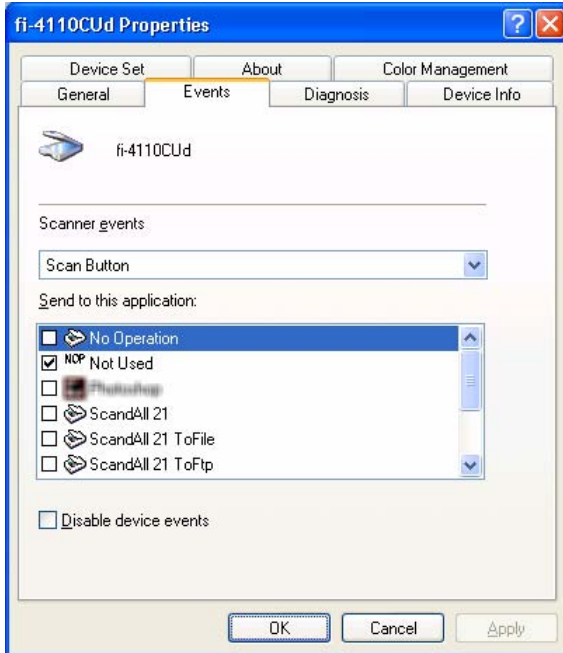 fi-4110CUd Properties
Device Set About Color Management
General Events Diagnosis Device Info
fi-4110CUd
Scanner events
Scan Button
Send to this application:
No Operation
NOP Not Used
ScandAll 21
ScandAll 21 ToFile
ScandAll 21 ToFtp
Disable device events
OK Cancel Apply